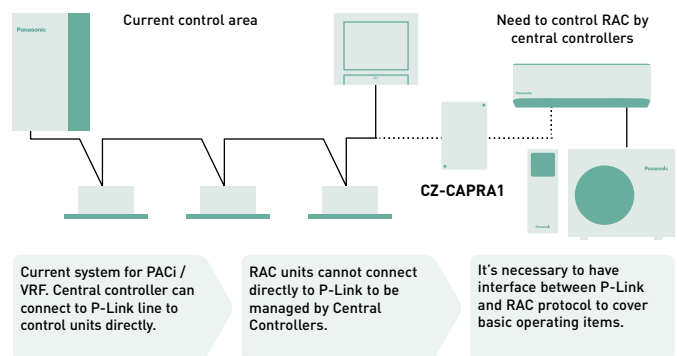 Current control area
Need to control RAC by
central controllers
Panasonic
Panasonic
CZ-CAPRA1
Panasonic
Panasonic
Current system for PACi /
VRF. Central controller can
connect to P-Link line to
control units directly.
RAC units cannot connect
directly to P-Link to be
managed by Central
Controllers.
It's necessary to have
interface between P-Link
and RAC protocol to cover
basic operating items.